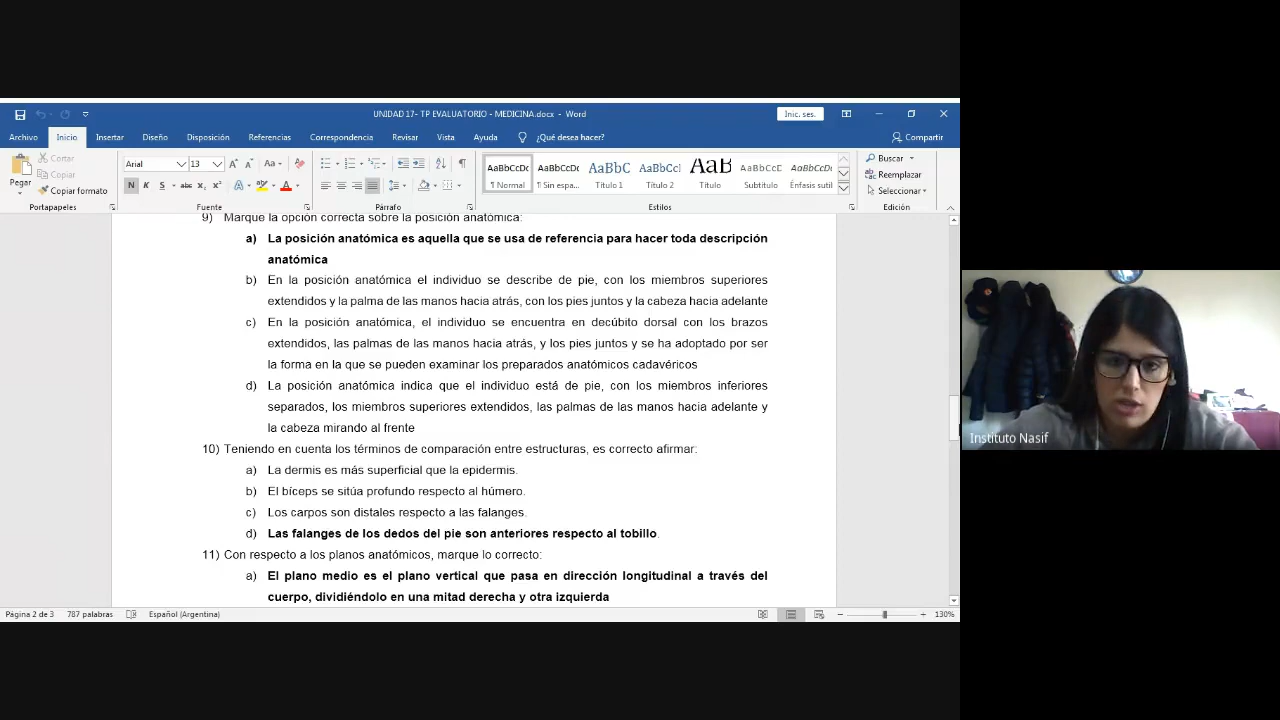 UNIDAD 17- TP EVALUATORIO - MEDICINA.docx - Word
Inic. ses.
Archivo Inicio Insertar Diseño Disposición Referencias Correspondencia Revisar Vista Ayuda ¿Qué desea hacer? Compartir
Pegar
Cortar
Copiar
Copiar formato
Arial 13
Aa
N K S abc x₂ x²
AaBbCcDc AaBbCcDc AaBbC AaBbCcI AaB AaBbCcD AaBbCcDc
¶ Normal ¶ Sin espa... Título 1 Título 2 Título Subtítulo Énfasis sutil
Buscar
Reemplazar
Seleccionar
Portapapeles Fuente Párrafo Estilos Edición
9) Marque la opción correcta sobre la posición anatómica:
a) La posición anatómica es aquella que se usa de referencia para hacer toda descripción
anatómica
b) En la posición anatómica el individuo se describe de pie, con los miembros superiores
extendidos y la palma de las manos hacia atrás, con los pies juntos y la cabeza hacia adelante
c) En la posición anatómica, el individuo se encuentra en decúbito dorsal con los brazos
extendidos, las palmas de las manos hacia atrás, y los pies juntos y se ha adoptado por ser
la forma en la que se pueden examinar los preparados anatómicos cadavéricos
d) La posición anatómica indica que el individuo está de pie, con los miembros inferiores
separados, los miembros superiores extendidos, las palmas de las manos hacia adelante y
la cabeza mirando al frente
10) Teniendo en cuenta los términos de comparación entre estructuras, es correcto afirmar:
a) La dermis es más superficial que la epidermis.
b) El bíceps se sitúa profundo respecto al húmero.
c) Los carpos son distales respecto a las falanges.
d) Las falanges de los dedos del pie son anteriores respecto al tobillo.
11) Con respecto a los planos anatómicos, marque lo correcto:
a) El plano medio es el plano vertical que pasa en dirección longitudinal a través del
cuerpo, dividiéndolo en una mitad derecha y otra izquierda
Página 2 de 3 787 palabras Español (Argentina) 130%
Instituto Nasif